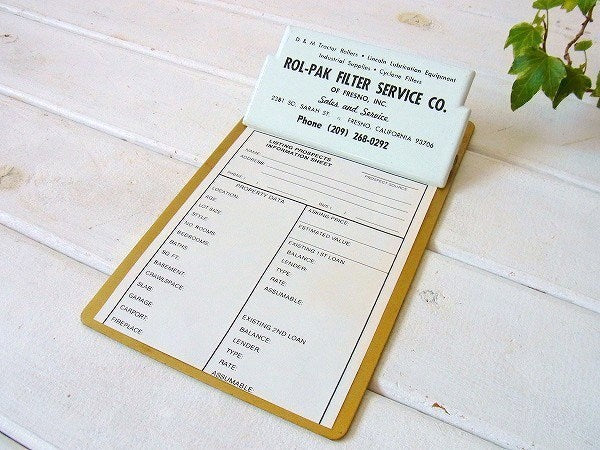 D & M Tractor Rollers • Lincoln Lubrication Equipment
Industrial Supplies • Cyclone Filters
ROL-PAK FILTER SERVICE CO.
OF FRESNO, INC.
Sales and Service
2281 SO. SARAH ST. FRESNO, CALIFORNIA 93706
Phone (209) 268-0292
LISTING PROSPECTS
INFORMATION SHEET
NAME:
PROSPECT SOURCE
ADDRESS:
PHONE:
PROPERTY DATA
LOCATION:
AGE:
LOT SIZE:
STYLE:
NO. ROOMS:
BEDROOMS:
BATHS:
SQ. FT.:
BASEMENT:
CRAWLSPACE:
SLAB:
GARAGE:
CARPORT:
FIREPLACE:
ASKING PRICE
ESTIMATED VALUE
EXISTING 1ST LOAN
BALANCE:
LENDER:
TYPE:
RATE:
ASSUMABLE:
EXISTING 2ND LOAN
BALANCE:
LENDER:
TYPE:
RATE:
ASSUMABLE: